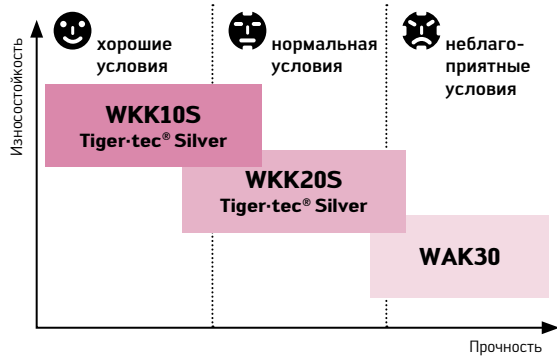 Износостойкость
хорошие
условия
нормальная
условия
неблаго-
приятные
условия
WKK10S
Tiger·tec® Silver
WKK20S
Tiger·tec® Silver
WAK30
Прочность